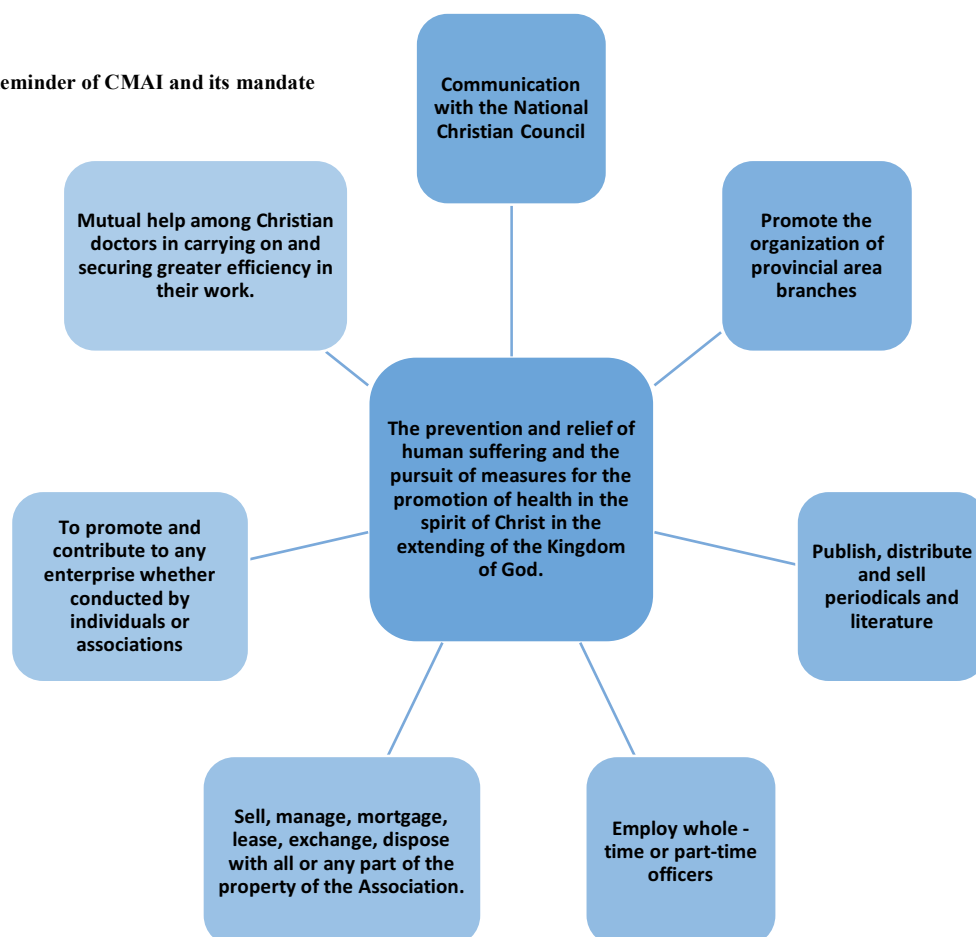 eminder of CMAI and its mandate
Communication
with the National
Christian Council
Mutual help among Christian
doctors in carrying on and
securing greater efficiency in
their work.
Promote the
organization of
provincial area
branches
The prevention and relief of
human suffering and the
pursuit of measures for the
promotion of health in the
spirit of Christ in the
extending of the Kingdom
of God.
To promote and
contribute to any
enterprise whether
conducted by
individuals or
associations
Publish, distribute
and sell
periodicals and
literature
Sell, manage, mortgage,
lease, exchange, dispose
with all or any part of the
property of the Association.
Employ whole -
time or part-time
officers